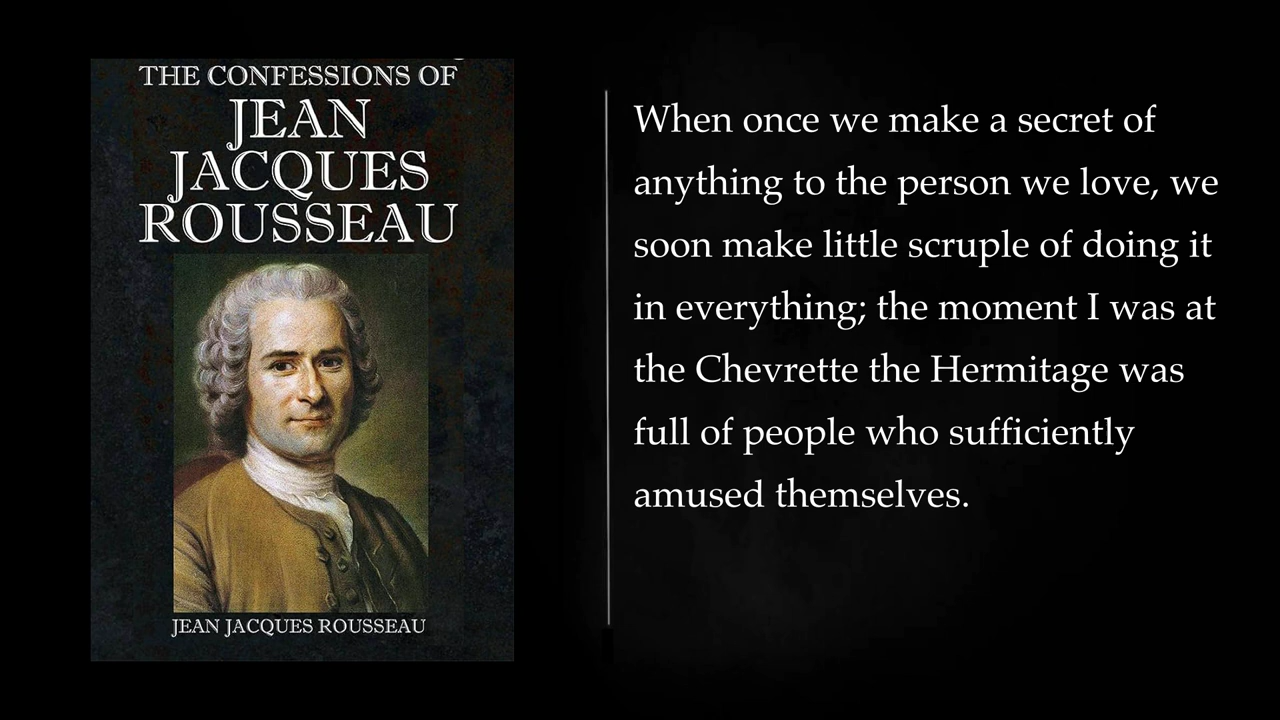 THE CONFESSIONS OF
JEAN
JACQUES
ROUSSEAU
JEAN JACQUES ROUSSEAU
When once we make a secret of
anything to the person we love, we
soon make little scruple of doing it
in everything; the moment I was at
the Chevrette the Hermitage was
full of people who sufficiently
amused themselves.